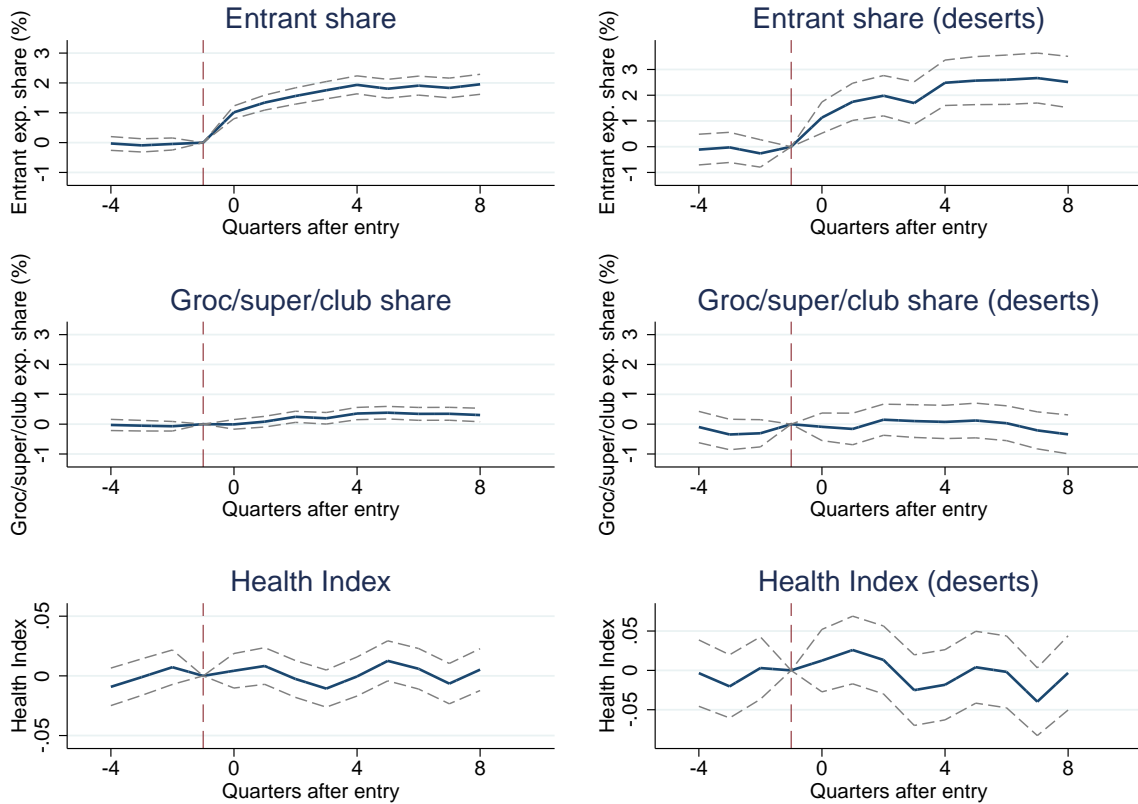 Entrant share
Entrant exp. share (%)
3
2
1
0
-1
-4
0
4
8
Quarters after entry
Entrant share (deserts)
Entrant exp. share (%)
3
2
1
0
-1
-4
0
4
8
Quarters after entry
Groc/super/club share
Groc/super/club exp. share (%)
3
2
1
0
-1
-4
0
4
8
Quarters after entry
Groc/super/club share (deserts)
Groc/super/club exp. share (%)
3
2
1
0
-1
-4
0
4
8
Quarters after entry
Health Index
Health Index
.05
0
-.05
-4
0
4
8
Quarters after entry
Health Index (deserts)
Health Index
.05
0
-.05
-4
0
4
8
Quarters after entry